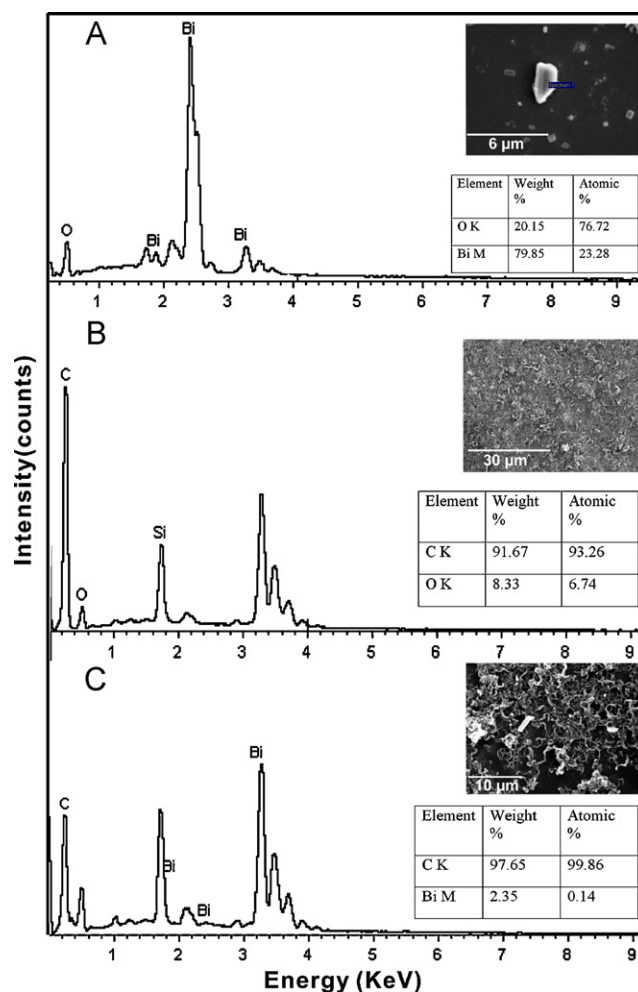 A
Bi
O
Bi
Bi
Spectrum 1
6 µm
Element Weight % Atomic %
O K 20.15 76.72
Bi M 79.85 23.28
1 2 3 4 5 6 7 8 9
B
C
O
Si
30 µm
Element Weight % Atomic %
C K 91.67 93.26
O K 8.33 6.74
1 2 3 4 5 6 7 8 9
C
C
Bi
Bi
Bi
10 µm
Element Weight % Atomic %
C K 97.65 99.86
Bi M 2.35 0.14
0 1 2 3 4 5 6 7 8 9
Energy (KeV)
Intensity(counts)